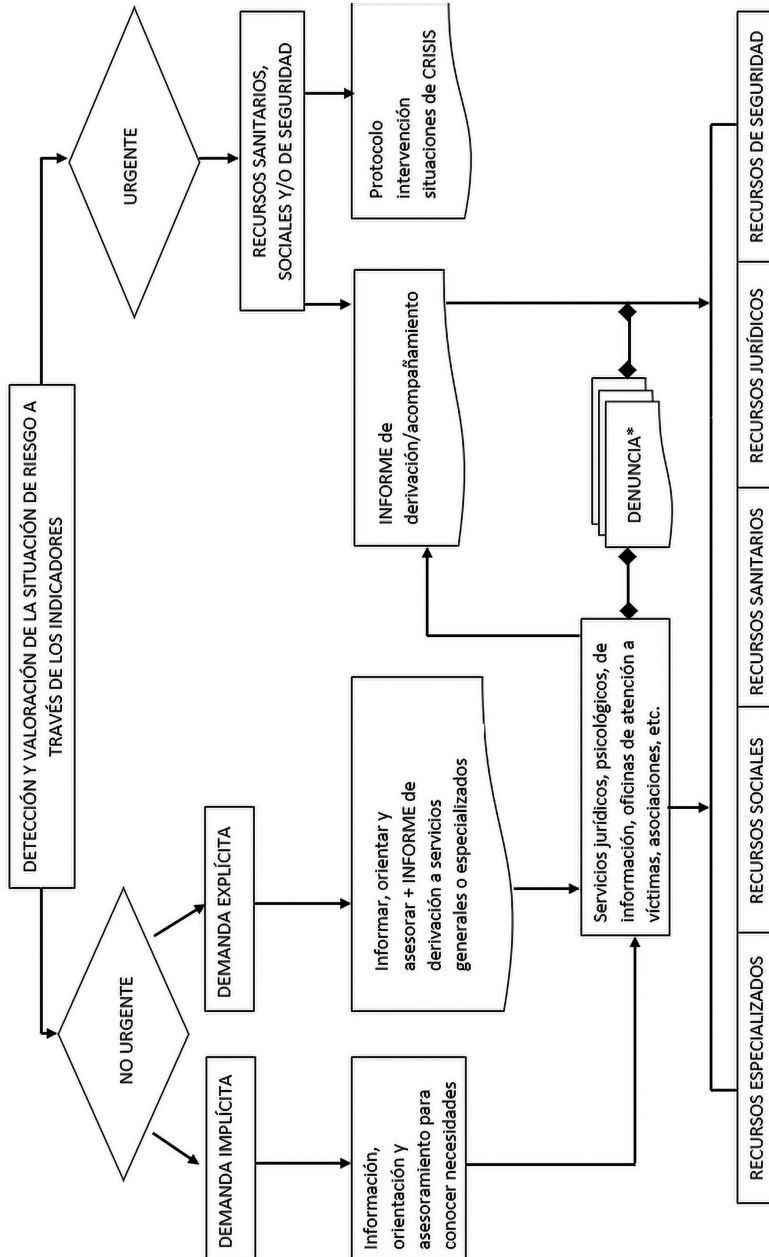 DETECCIÓN Y VALORACIÓN DE LA SITUACIÓN DE RIESGO A
TRAVÉS DE LOS INDICADORES
NO URGENTE
URGENTE
DEMANDA IMPLÍCITA
DEMANDA EXPLÍCITA
RECURSOS SANITARIOS,
SOCIALES Y/O DE SEGURIDAD
Información,
orientación y
asesoramiento para
conocer necesidades
Informar, orientar y
asesorar + INFORME de
derivación a servicios
generales o especializados
INFORME de
derivación/acompañamiento
Protocolo
intervención
situaciones de CRISIS
Servicios jurídicos, psicológicos, de
información, oficinas de atención a
víctimas, asociaciones, etc.
DENUNCIA*
RECURSOS ESPECIALIZADOS
RECURSOS SOCIALES
RECURSOS SANITARIOS
RECURSOS JURÍDICOS
RECURSOS DE SEGURIDAD